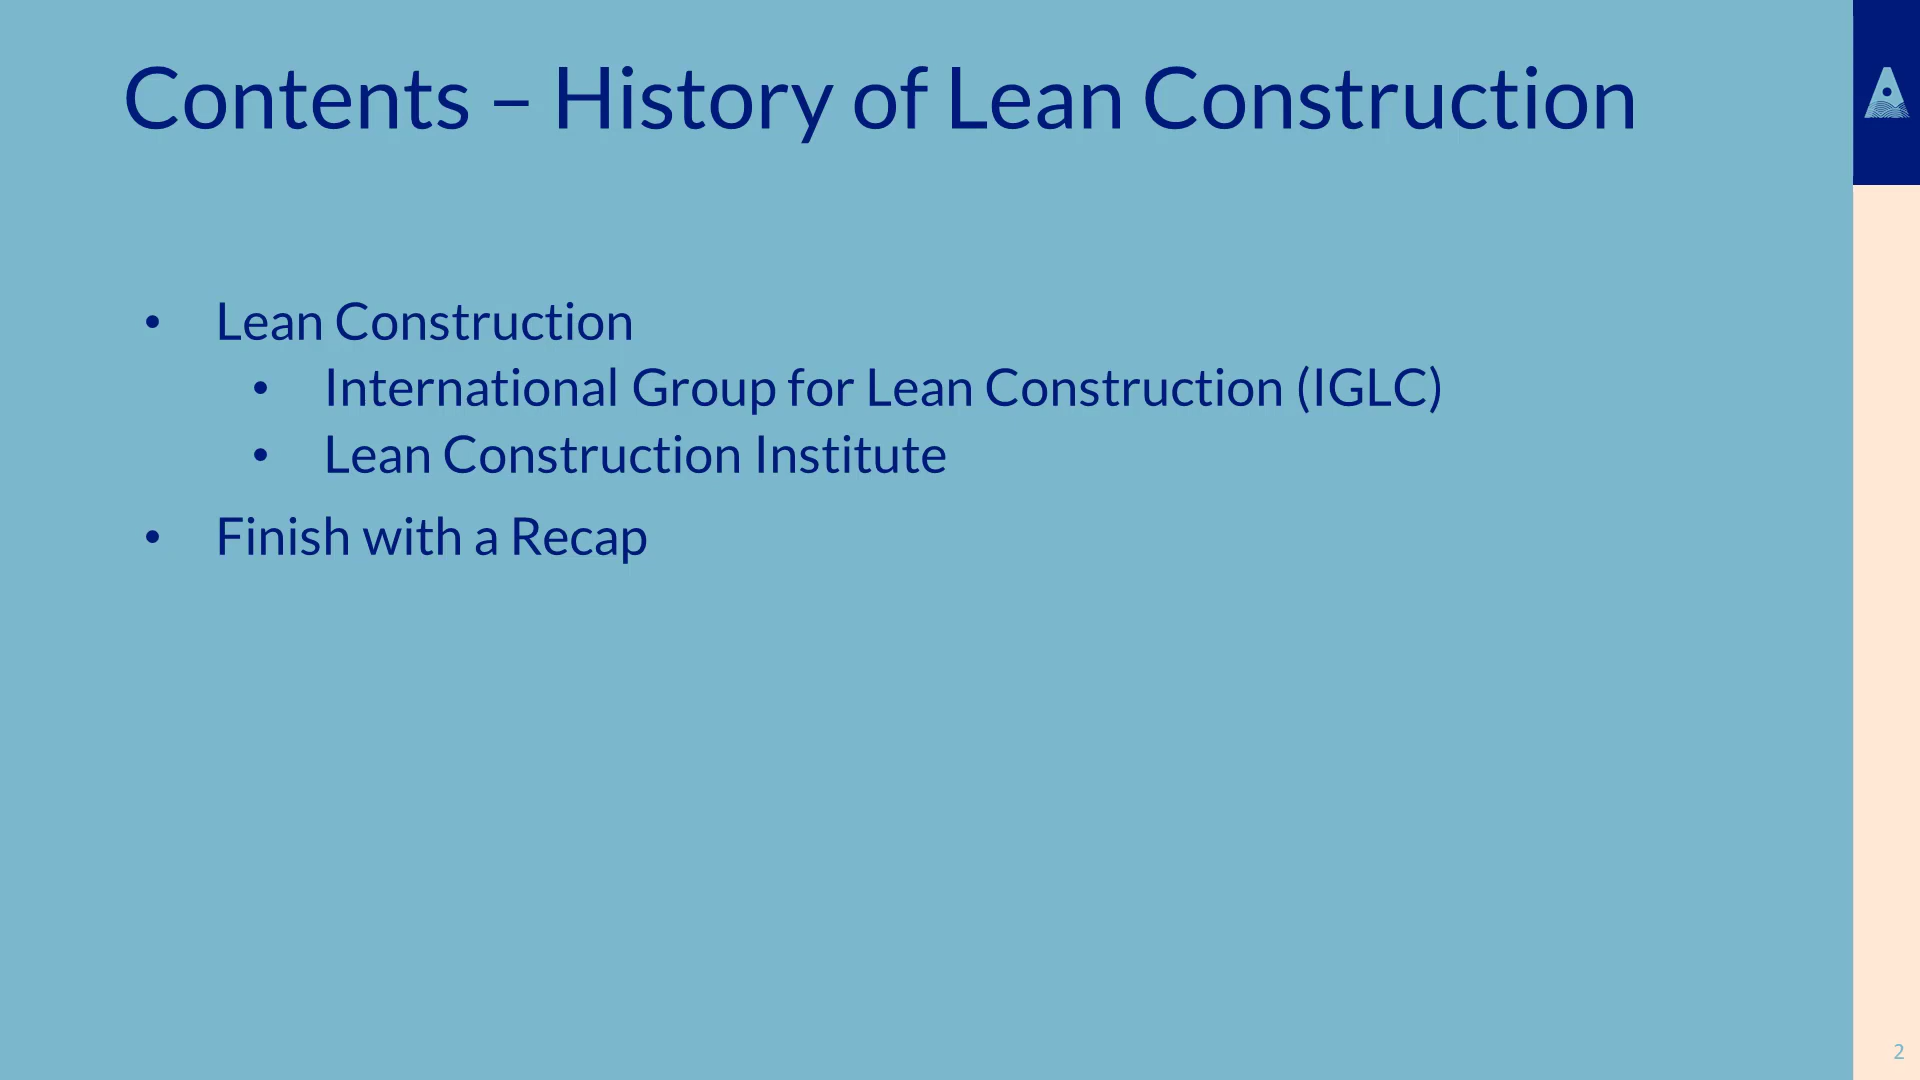 Contents – History of Lean Construction
• Lean Construction
• International Group for Lean Construction (IGLC)
• Lean Construction Institute
• Finish with a Recap
2